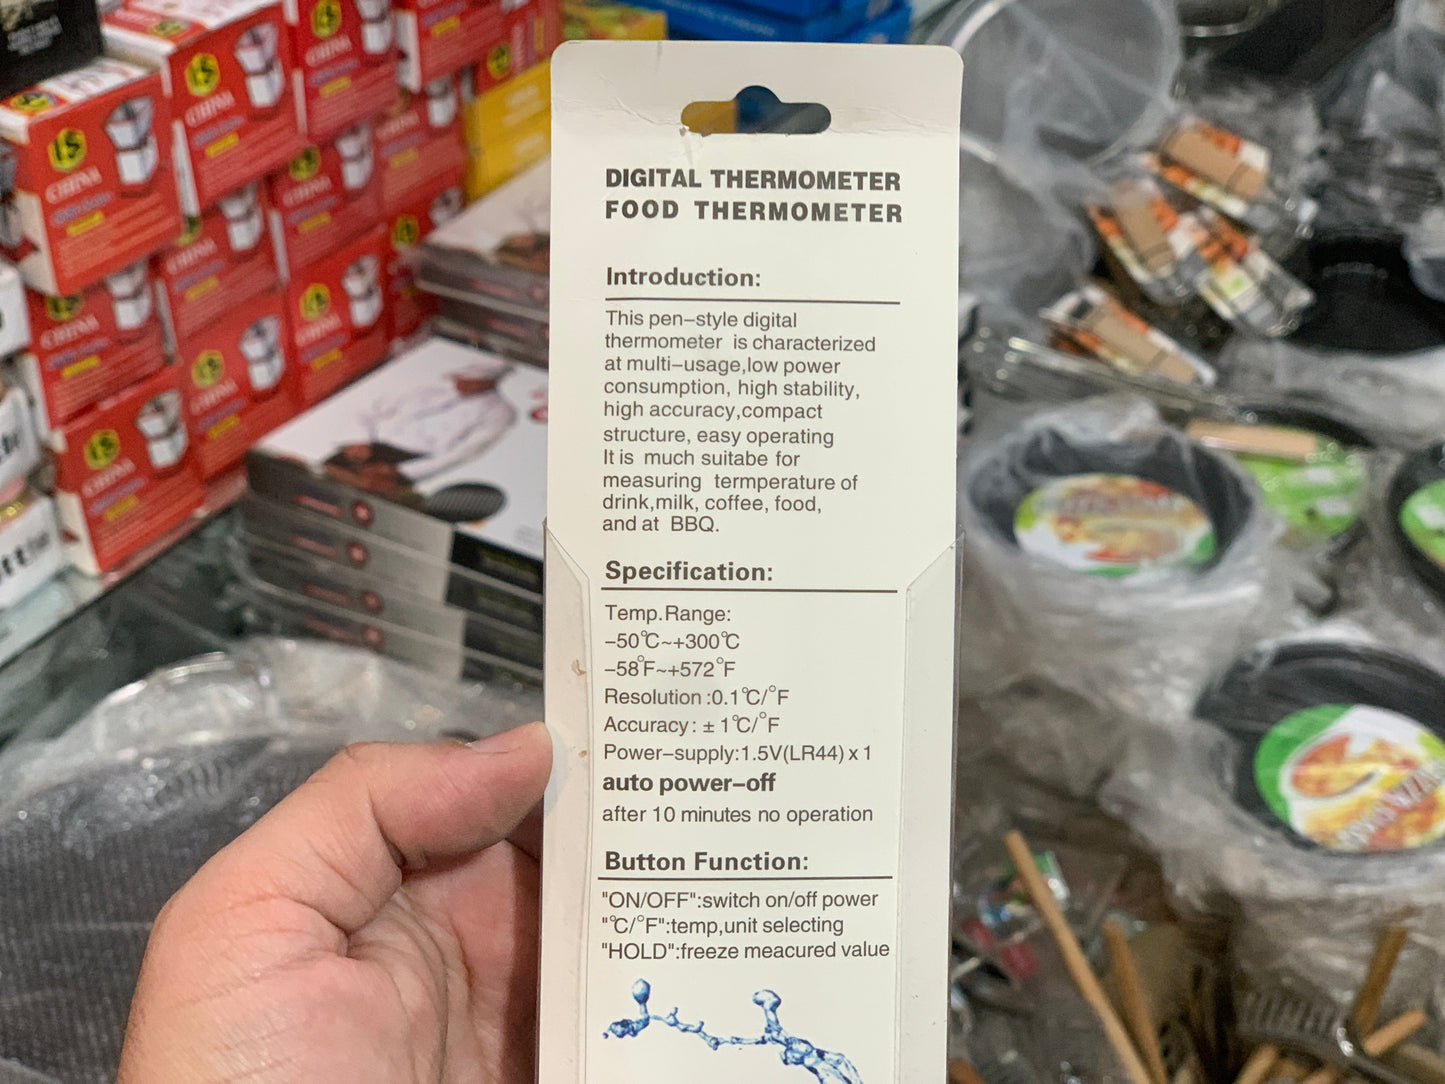 DIGITAL THERMOMETER
FOOD THERMOMETER
Introduction:
This pen-style digital
thermometer is characterized
at multi-usage,low power
consumption, high stability,
high accuracy,compact
structure, easy operating
It is much suitabe for
measuring termperature of
drink,milk, coffee, food,
and at BBQ.
Specification:
Temp.Range:
-50℃~+300℃
-58°F~+572°F
Resolution :0.1℃/°F
Accuracy: ± 1℃/°F
Power-supply:1.5V(LR44) x 1
auto power-off
after 10 minutes no operation
Button Function:
"ON/OFF":switch on/off power
"℃/°F":temp,unit selecting
"HOLD":freeze meacured value
LS
CHINA